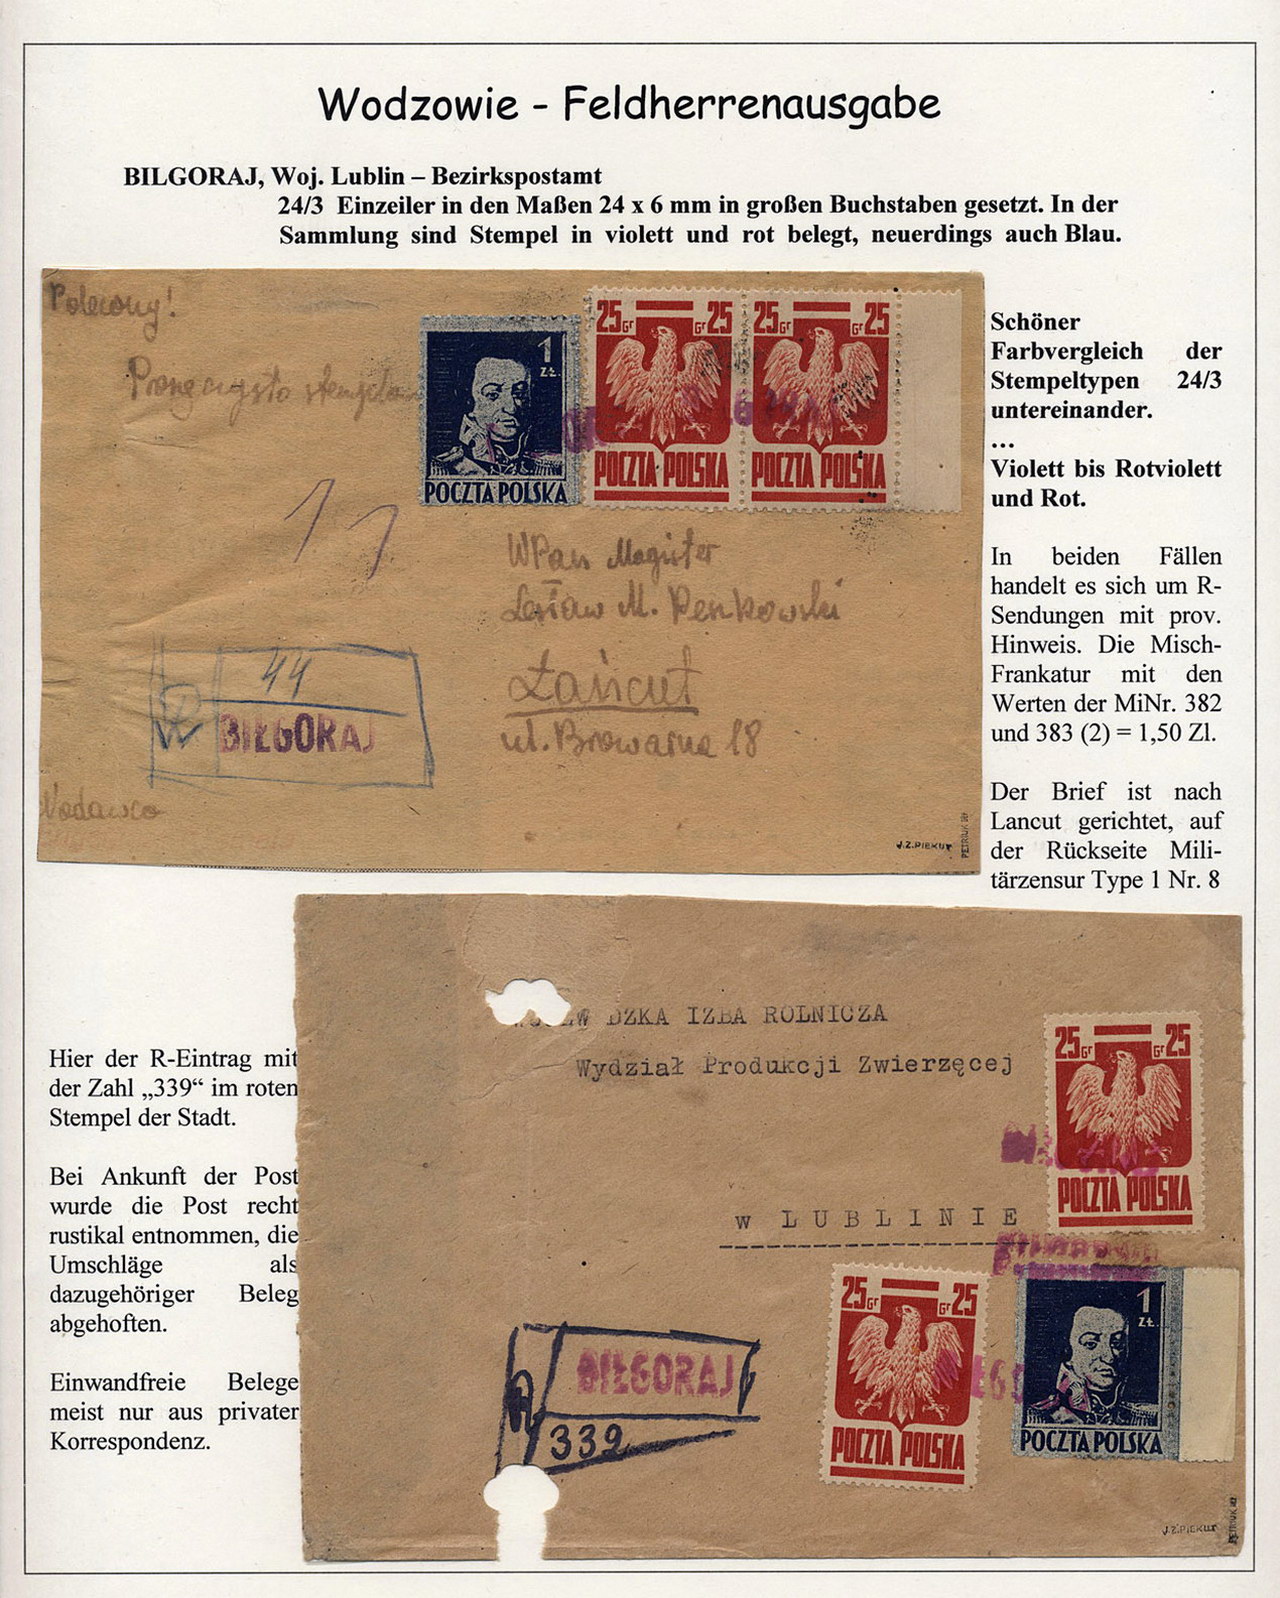 Wodzowie - Feldherrenausgabe
BILGORAJ, Woj. Lublin – Bezirkspostamt
24/3 Einzeiler in den Maßen 24 x 6 mm in großen Buchstaben gesetzt. In der
Sammlung sind Stempel in violett und rot belegt, neuerdings auch Blau.
Polecony!
25 Gr Gr 25
25 Gr Gr 25
1
ZŁ.
POCZTA POLSKA
POCZTA POLSKA
POCZTA POLSKA
WPan Magister
Lesław M.
Łańcut
ul. Browarna 18
R
44
BIŁGORAJ
Nadawca
J.Z.PIEKUT
Schöner
Farbvergleich der
Stempeltypen 24/3
untereinander.
...
Violett bis Rotviolett
und Rot.
In beiden Fällen
handelt es sich um R-
Sendungen mit prov.
Hinweis. Die Misch-
Frankatur mit den
Werten der MiNr. 382
und 383 (2) = 1,50 Zl.
Der Brief ist nach
Lancut gerichtet, auf
der Rückseite Mili-
tärzensur Type 1 Nr. 8
Hier der R-Eintrag mit
der Zahl „339“ im roten
Stempel der Stadt.
Bei Ankunft der Post
wurde die Post recht
rustikal entnommen, die
Umschläge als
dazugehöriger Beleg
abgehoften.
Einwandfreie Belege
meist nur aus privater
Korrespondenz.
DZKA IZBA ROLNICZA
Wydział Produkcji Zwierzęcej
w LUBLINIE
25 Gr Gr 25
POCZTA POLSKA
25 Gr Gr 25
POCZTA POLSKA
1
ZŁ.
POCZTA POLSKA
R
BIŁGORAJ
339
J.Z.PIEKUT